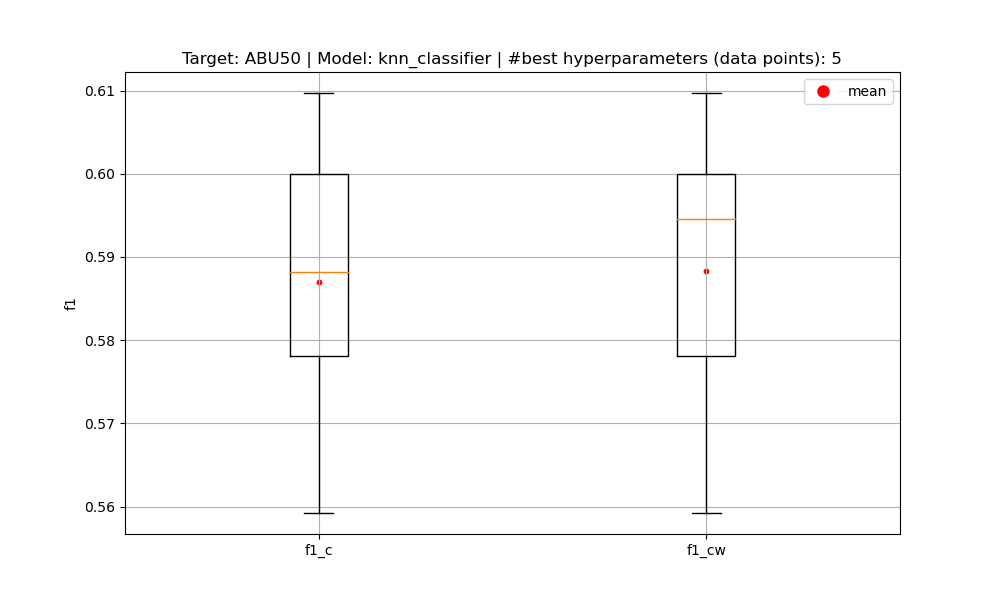 Target: ABU50 | Model: knn_classifier | #best hyperparameters (data points): 5
mean
0.61
0.60
0.59
0.58
0.57
0.56
f1
f1_c
f1_cw